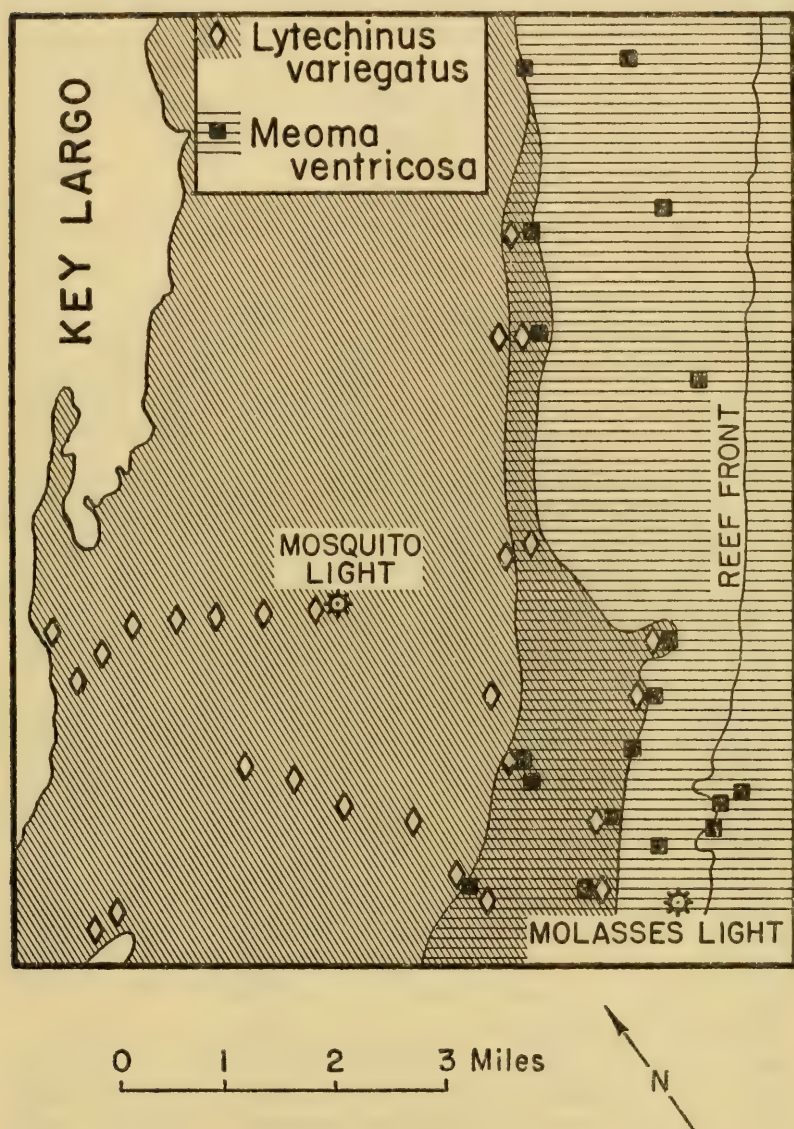 Lytechinus
variegatus
Meoma
ventricosa
KEY LARGO
MOSQUITO
LIGHT
REEF FRONT
MOLASSES LIGHT
0 1 2 3 Miles
N